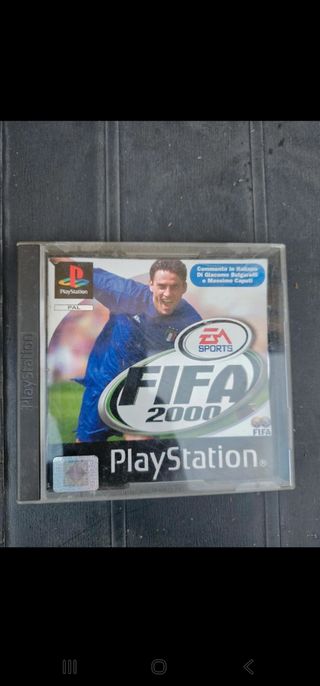 PlayStation
PlayStation
PAL
Commento in Italiano
Di Giacomo Bulgarelli
e Massimo Caputi
EA
SPORTS
FIFA
2000
FIFA
PlayStation